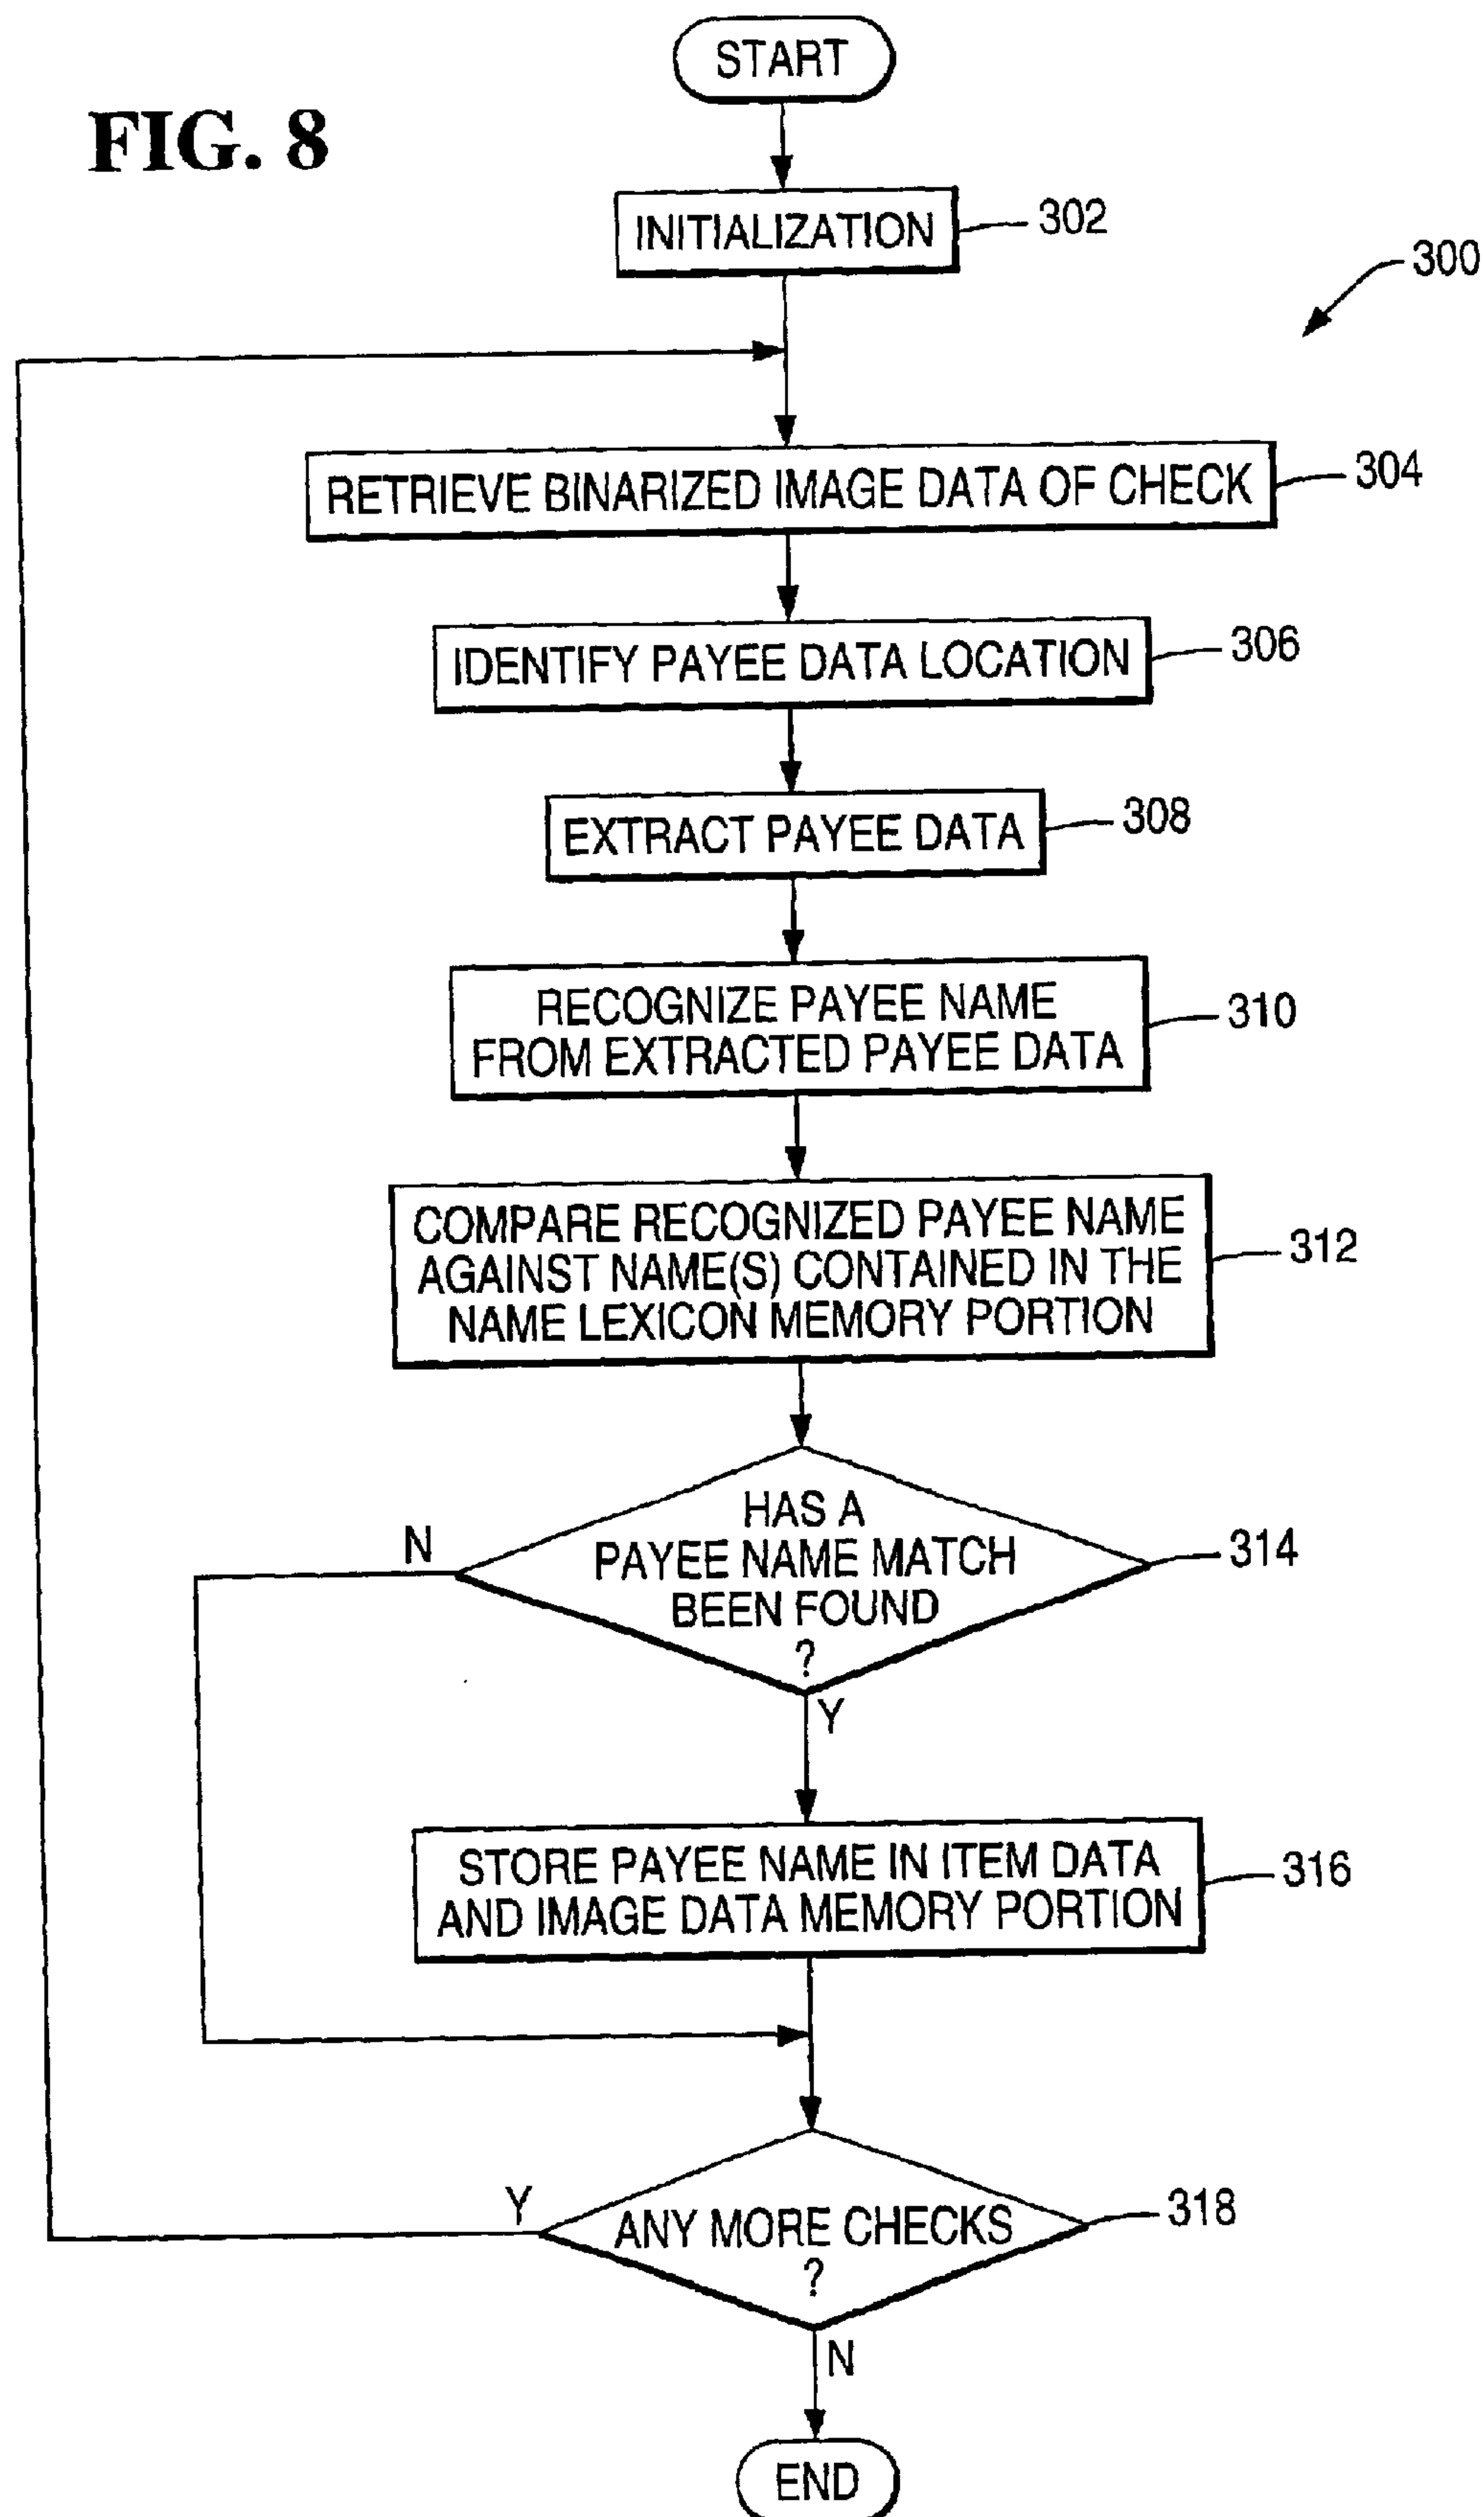 START
FIG. 8
INITIALIZATION
302
300
RETRIEVE BINARIZED IMAGE DATA OF CHECK
304
IDENTIFY PAYEE DATA LOCATION
306
EXTRACT PAYEE DATA
308
RECOGNIZE PAYEE NAME
FROM EXTRACTED PAYEE DATA
310
COMPARE RECOGNIZED PAYEE NAME
AGAINST NAME(S) CONTAINED IN THE
NAME LEXICON MEMORY PORTION
312
HAS A
PAYEE NAME MATCH
BEEN FOUND
?
N
314
Y
STORE PAYEE NAME IN ITEM DATA
AND IMAGE DATA MEMORY PORTION
316
Y
ANY MORE CHECKS
?
318
N
END